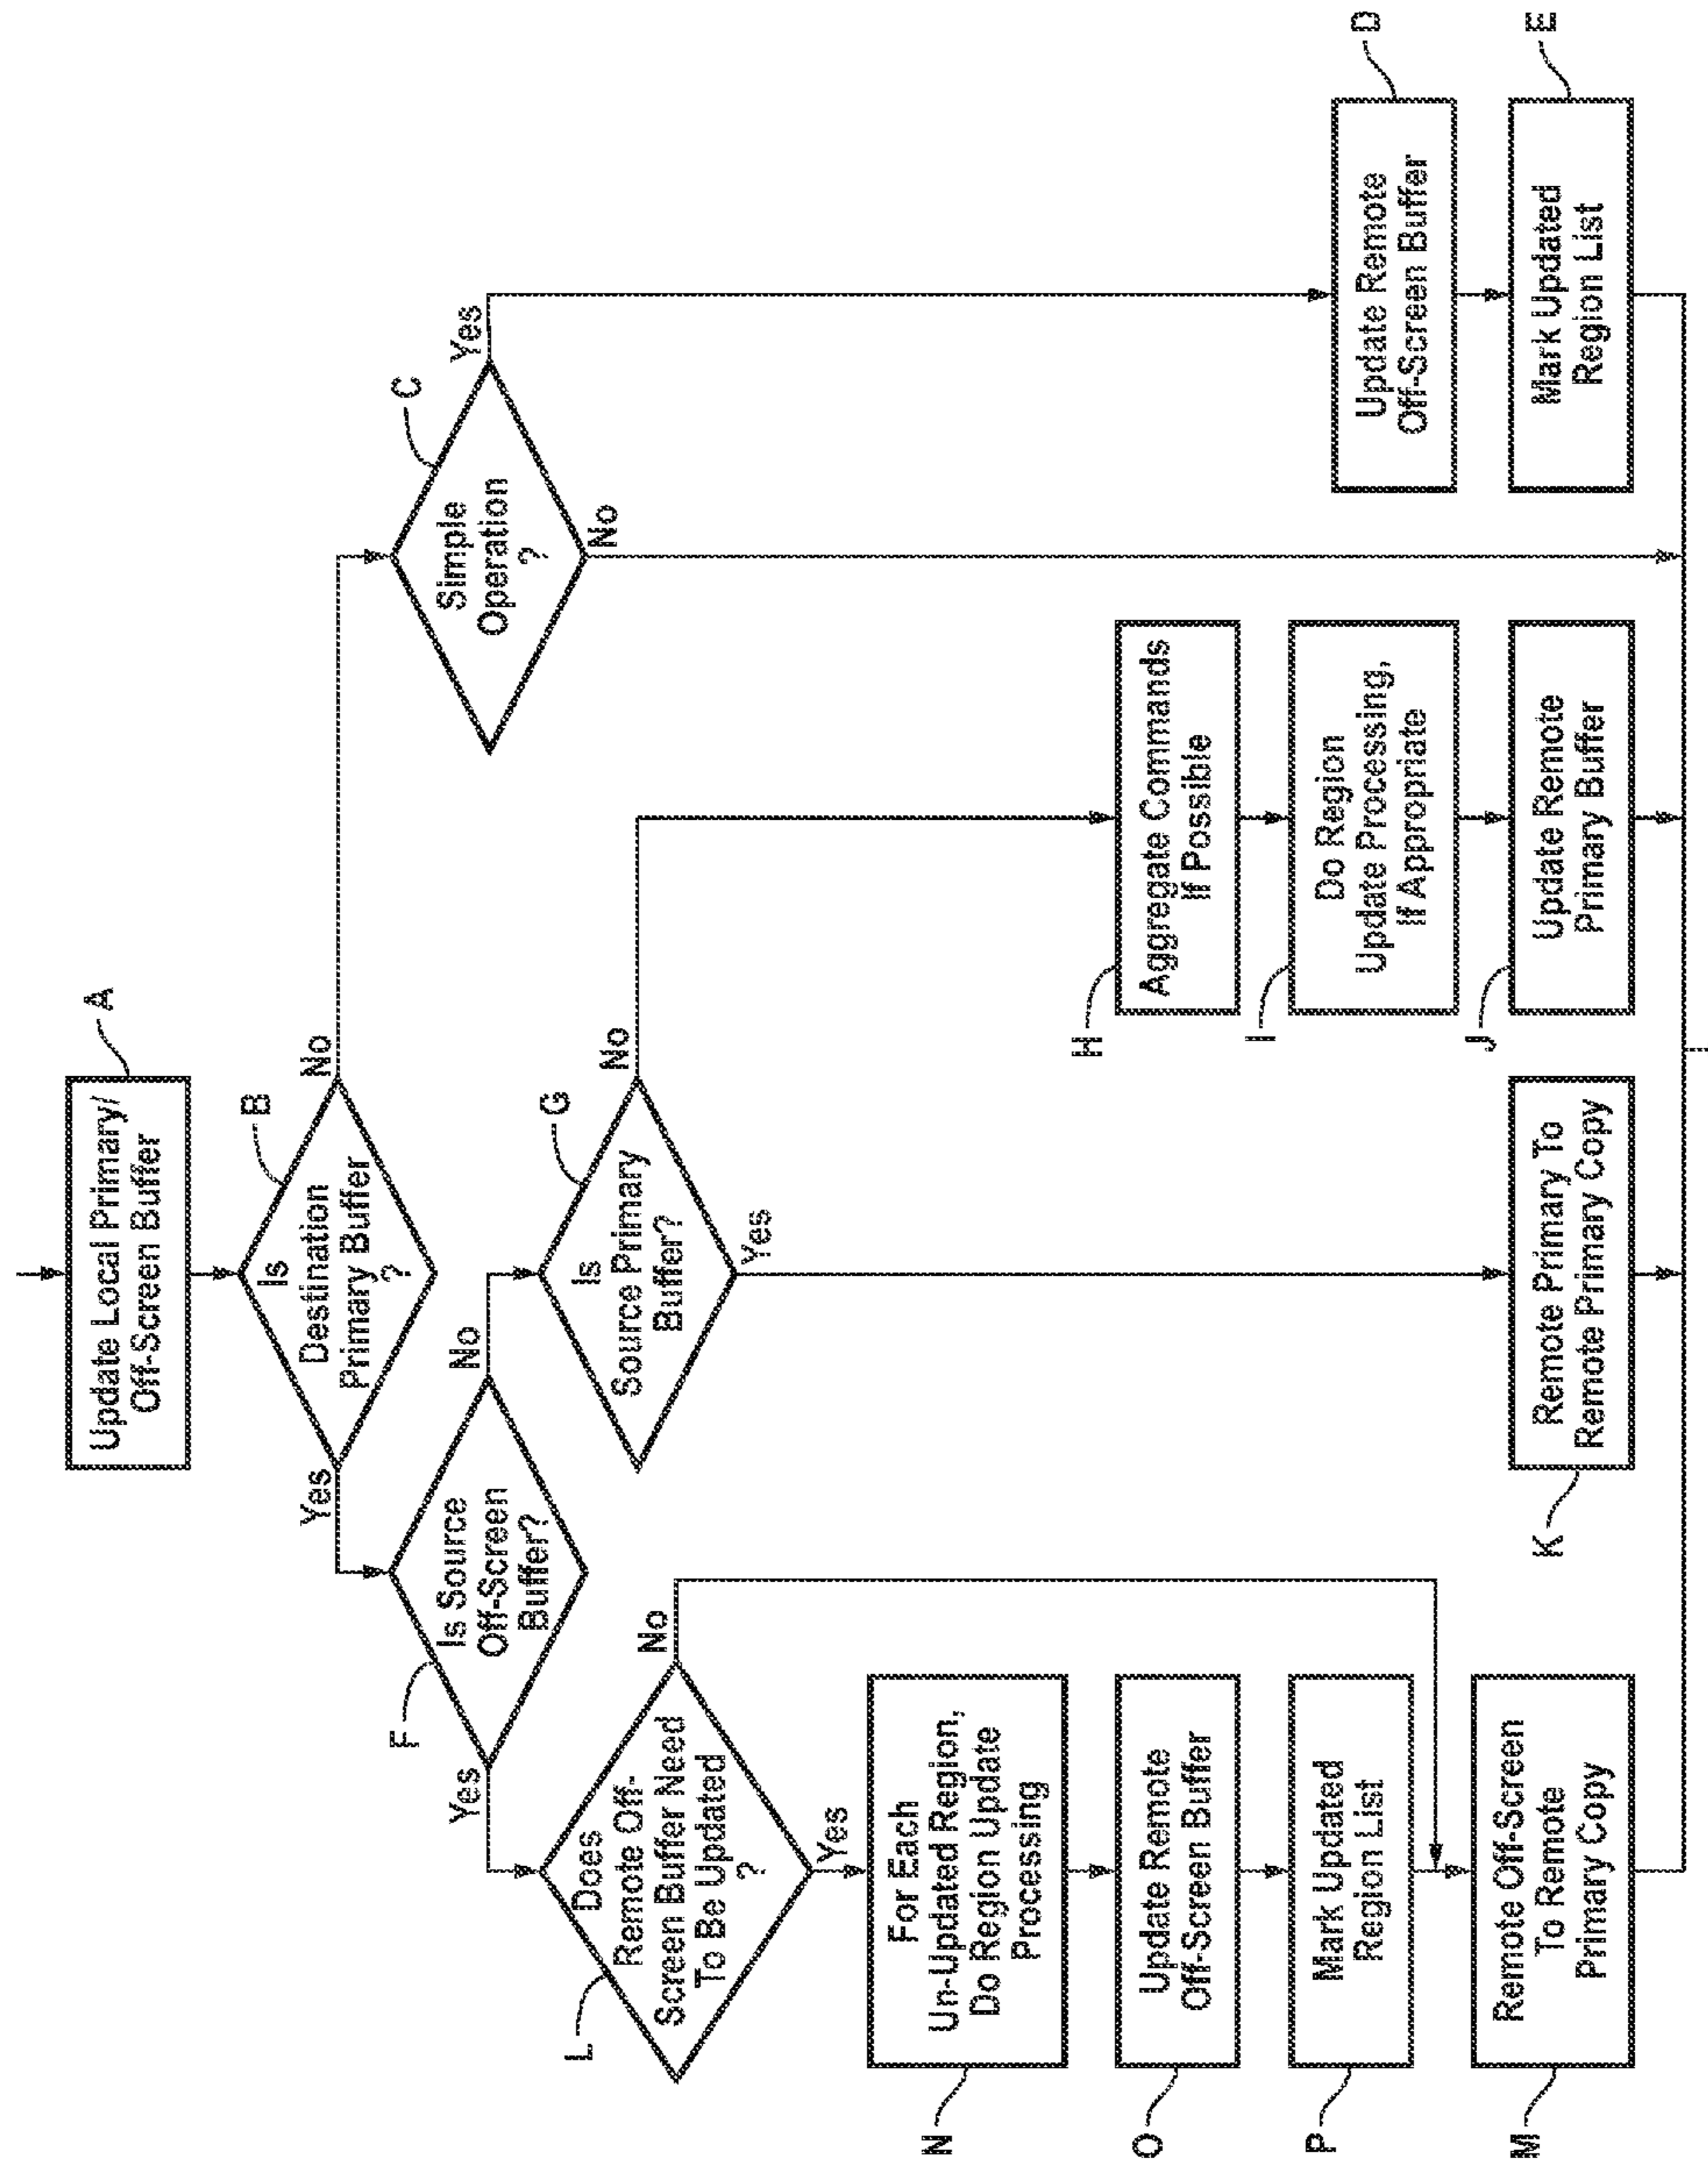 A
Update Local Primary/
Off-Screen Buffer
B
Is
Destination
Primary Buffer
?
Yes
No
F
Is Source
Off-Screen
Buffer?
Yes
No
C
Simple
Operation
?
Yes
No
L
Does
Remote Off-
Screen Buffer Need
To Be Updated
?
No
Yes
G
Is
Source Primary
Buffer?
No
Yes
N
For Each
Un-Updated Region,
Do Region Update
Processing
O
Update Remote
Off-Screen Buffer
P
Mark Updated
Region List
M
Remote Off-Screen
To Remote
Primary Copy
K
Remote Primary To
Remote Primary Copy
H
Aggregate Commands
If Possible
I
Do Region
Update Processing,
If Appropriate
J
Update Remote
Primary Buffer
D
Update Remote
Off-Screen Buffer
E
Mark Updated
Region List